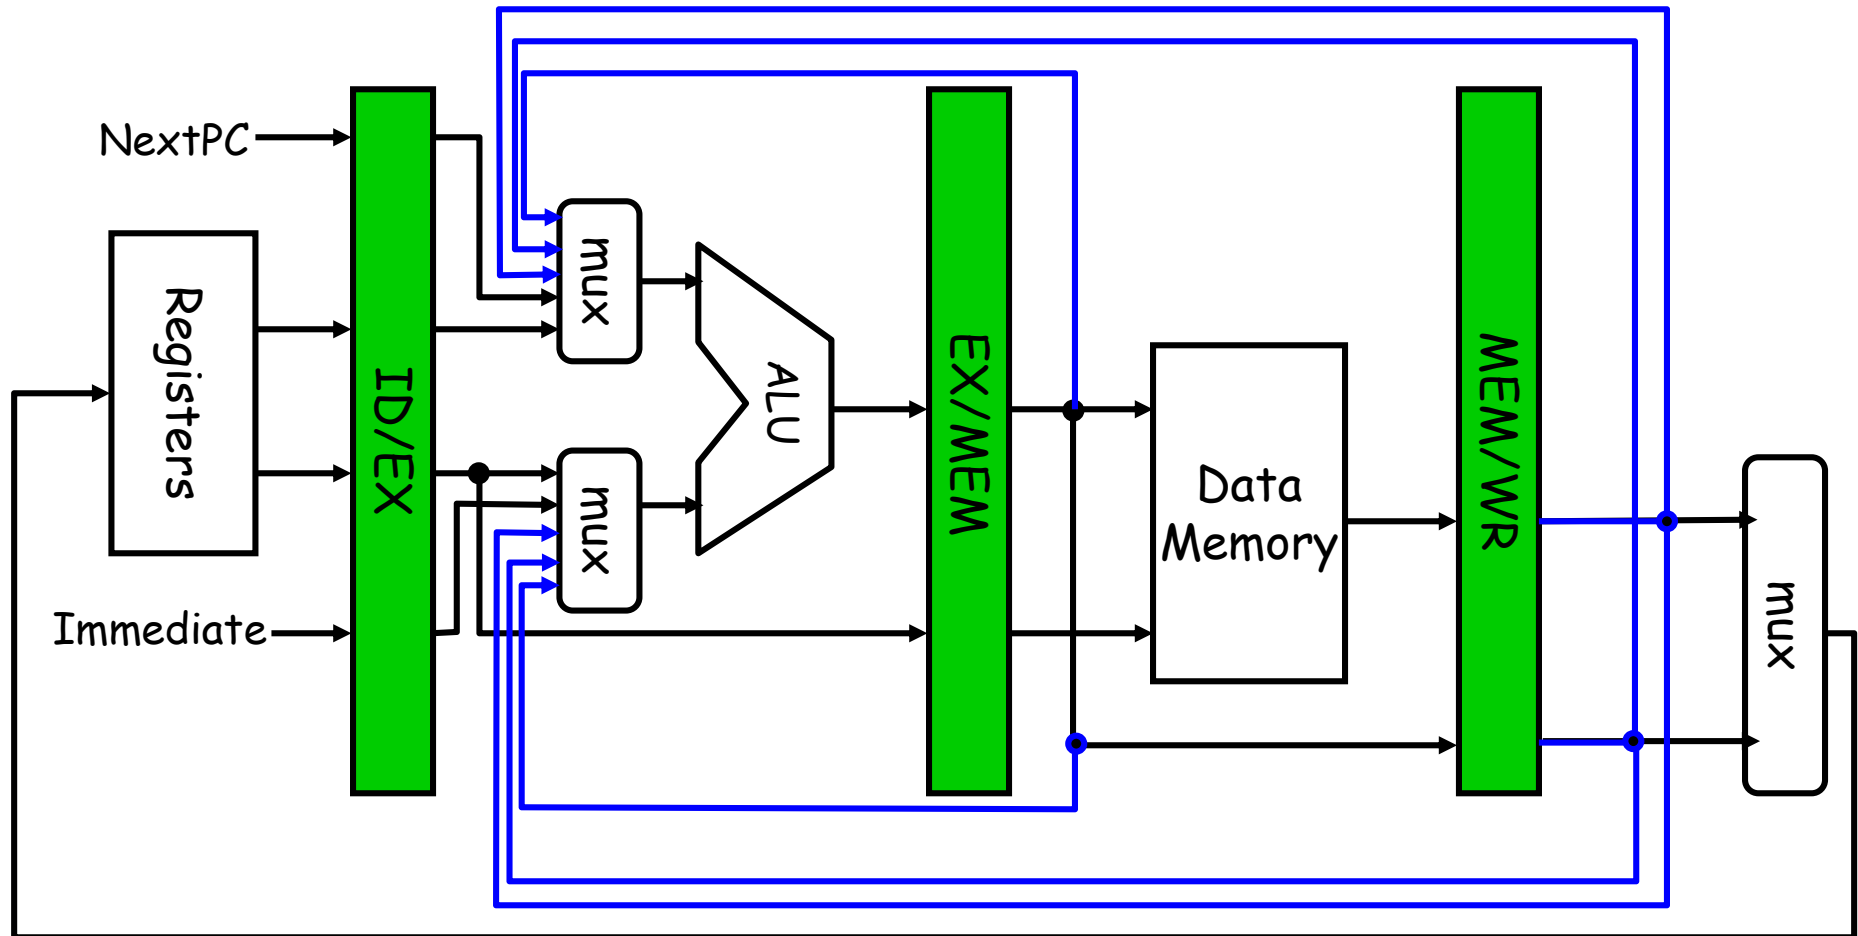 NextPC
Registers
Immediate
ID/EX
mux
mux
ALU
EX/MEM
Data
Memory
MEM/WR
mux